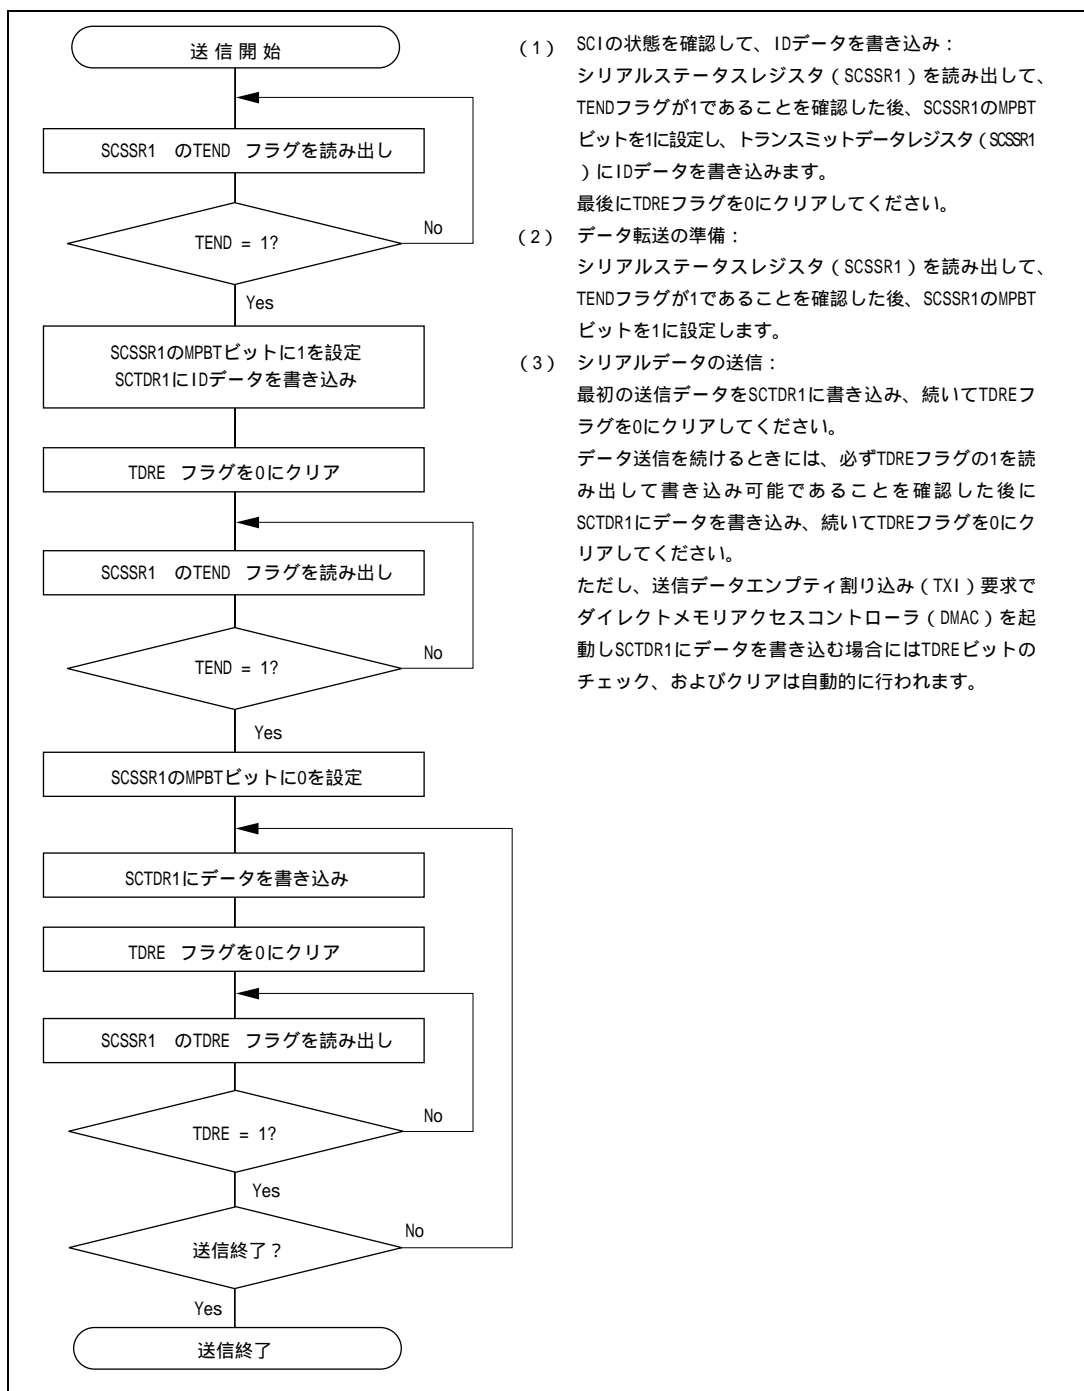 送信開始
SCSSR1 のTEND フラグを読み出し
TEND = 1?
No
Yes
SCSSR1のMPBTビットに1を設定
SCTDR1にIDデータを書き込み
TDRE フラグを0にクリア
SCSSR1 のTEND フラグを読み出し
TEND = 1?
No
Yes
SCSSR1のMPBTビットに0を設定
SCTDR1にデータを書き込み
TDRE フラグを0にクリア
SCSSR1 のTDRE フラグを読み出し
TDRE = 1?
No
Yes
送信終了？
No
Yes
送信終了
（1） SCIの状態を確認して、IDデータを書き込み：
シリアルステータスレジスタ（SCSSR1）を読み出して、
TENDフラグが1であることを確認した後、SCSSR1のMPBT
ビットを1に設定し、トランスミットデータレジスタ（SCSSR1
）にIDデータを書き込みます。
最後にTDREフラグを0にクリアしてください。
（2） データ転送の準備：
シリアルステータスレジスタ（SCSSR1）を読み出して、
TENDフラグが1であることを確認した後、SCSSR1のMPBT
ビットを1に設定します。
（3） シリアルデータの送信：
最初の送信データをSCTDR1に書き込み、続いてTDREフ
ラグを0にクリアしてください。
データ送信を続けるときには、必ずTDREフラグの1を読
み出して書き込み可能であることを確認した後に
SCTDR1にデータを書き込み、続いてTDREフラグを0にク
リアしてください。
ただし、送信データエンプティ割り込み（TXI）要求で
ダイレクトメモリアクセスコントローラ（DMAC）を起
動しSCTDR1にデータを書き込む場合にはTDREビットの
チェック、およびクリアは自動的に行われます。